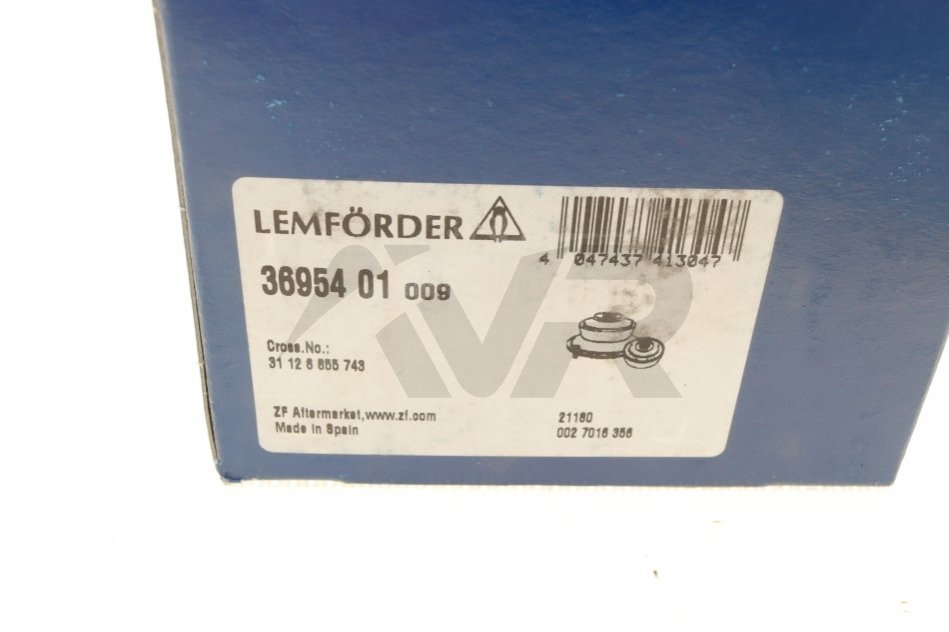 LEMFÖRDER
4 047437 413047
36954 01 009
Cross.No.:
31 12 6 855 743
ZF Aftermarket,www.zf.com
Made in Spain
21180
002 7016 356
VR